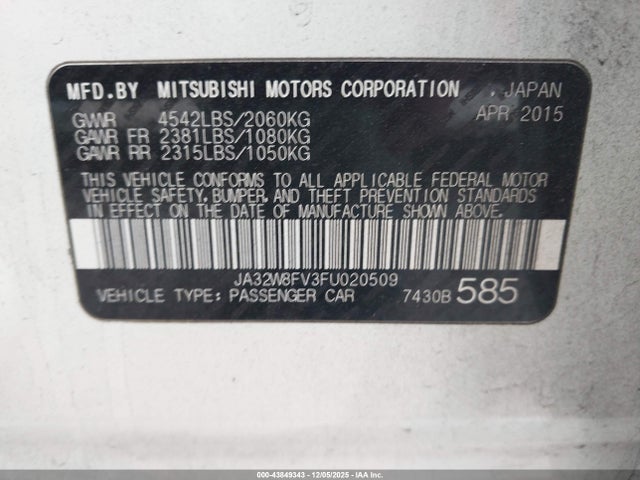 MFD.BY MITSUBISHI MOTORS CORPORATION , JAPAN
GVWR 4542LBS/2060KG APR 2015
GAWR FR 2381LBS/1080KG
GAWR RR 2315LBS/1050KG
THIS VEHICLE CONFORMS TO ALL APPLICABLE FEDERAL MOTOR
VEHICLE SAFETY, BUMPER, AND THEFT PREVENTION STANDARDS
IN EFFECT ON THE DATE OF MANUFACTURE SHOWN ABOVE.
JA32W8FV3FU020509
VEHICLE TYPE: PASSENGER CAR 7430B 585
000-43849343 - 12/05/2025 - COPART.COM